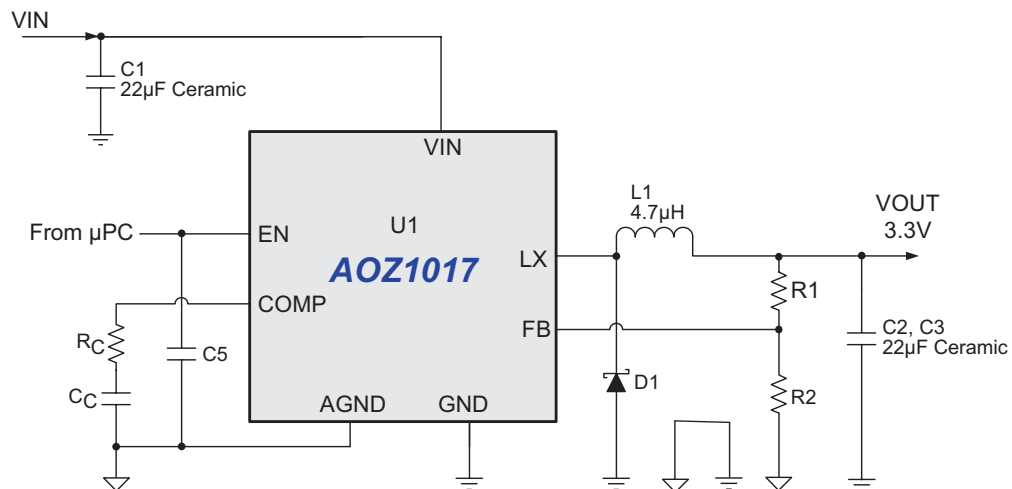 VIN
C1
22µF Ceramic
VIN
L1
4.7µH
VOUT
3.3V
From µPC
EN
U1
AOZ1017
LX
COMP
FB
R1
C2, C3
22µF Ceramic
RC
C5
CC
D1
R2
AGND
GND